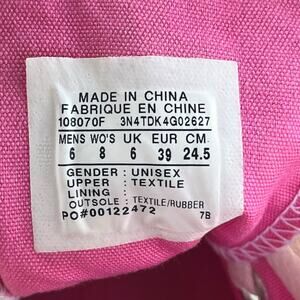 MADE IN CHINA
FABRIQUE EN CHINE
108070F 3N4TDK4G02627
MENS WO'S UK EUR CM
6 8 6 39 24.5
GENDER : UNISEX
UPPER : TEXTILE
LINING :
OUTSOLE : TEXTILE/RUBBER
PO#00122472 7B